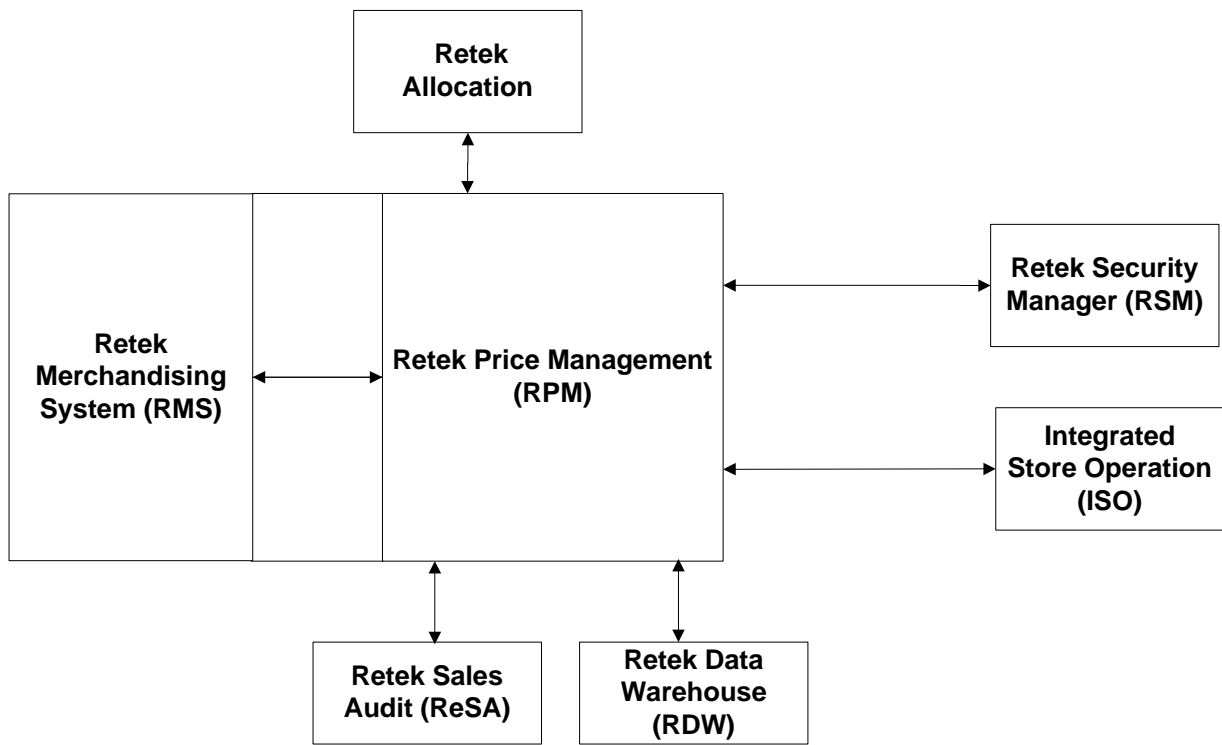 Retek
Allocation
Retek
Merchandising
System (RMS)
Retek Price Management
(RPM)
Retek Security
Manager (RSM)
Integrated
Store Operation
(ISO)
Retek Sales
Audit (ReSA)
Retek Data
Warehouse
(RDW)